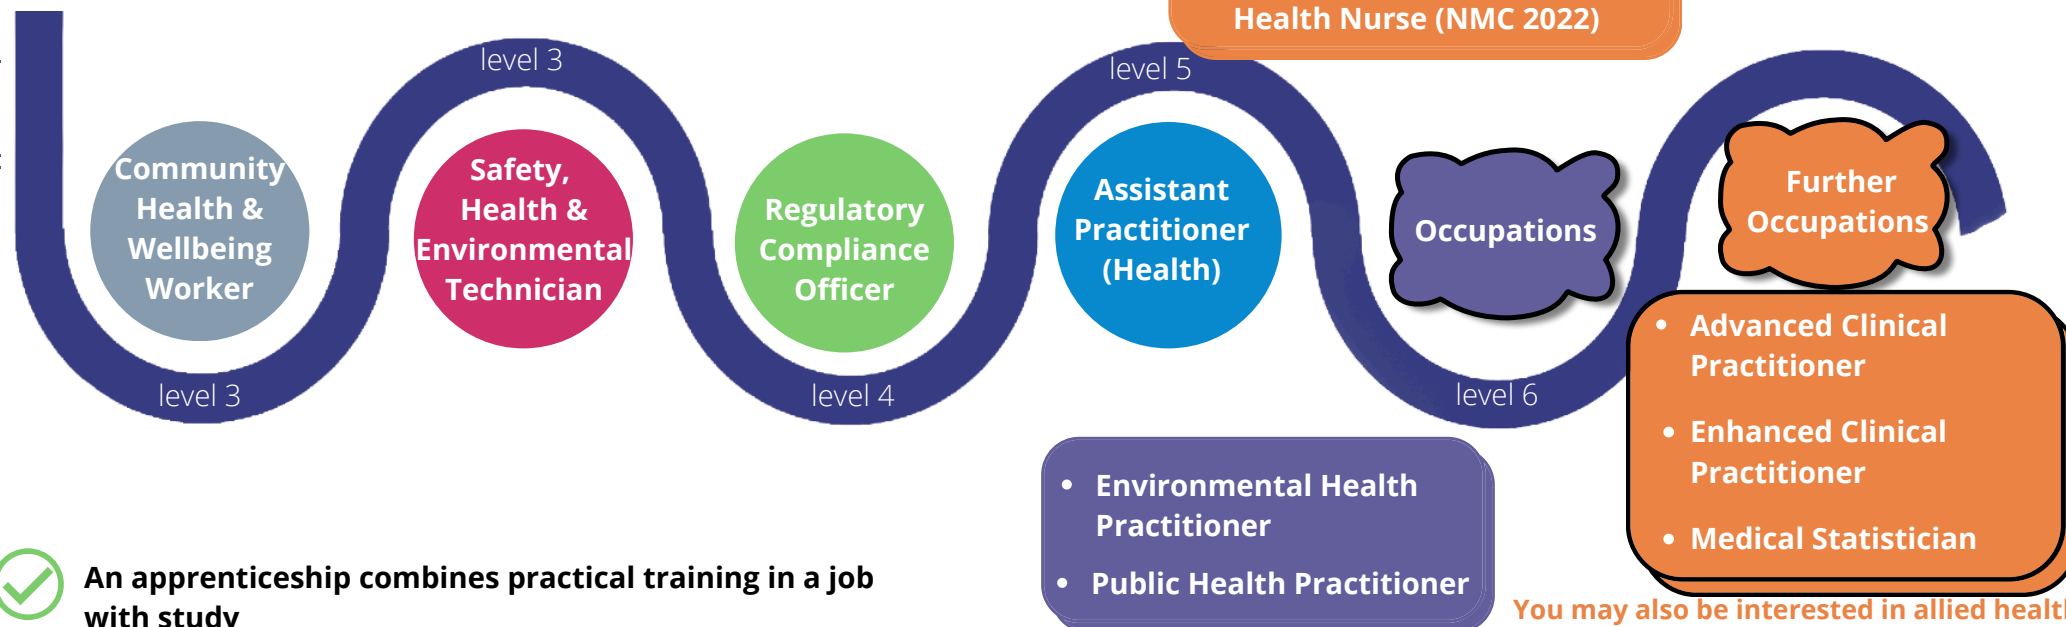 Health Nurse (NMC 2022)
level 3
level 5
Community
Health &
Wellbeing
Worker
Safety,
Health &
Environmental
Technician
Regulatory
Compliance
Officer
Assistant
Practitioner
(Health)
Occupations
Further
Occupations
level 3
level 4
level 6
• Advanced Clinical
Practitioner
• Enhanced Clinical
Practitioner
• Medical Statistician
• Environmental Health
Practitioner
• Public Health Practitioner
An apprenticeship combines practical training in a job
with study
You may also be interested in allied health